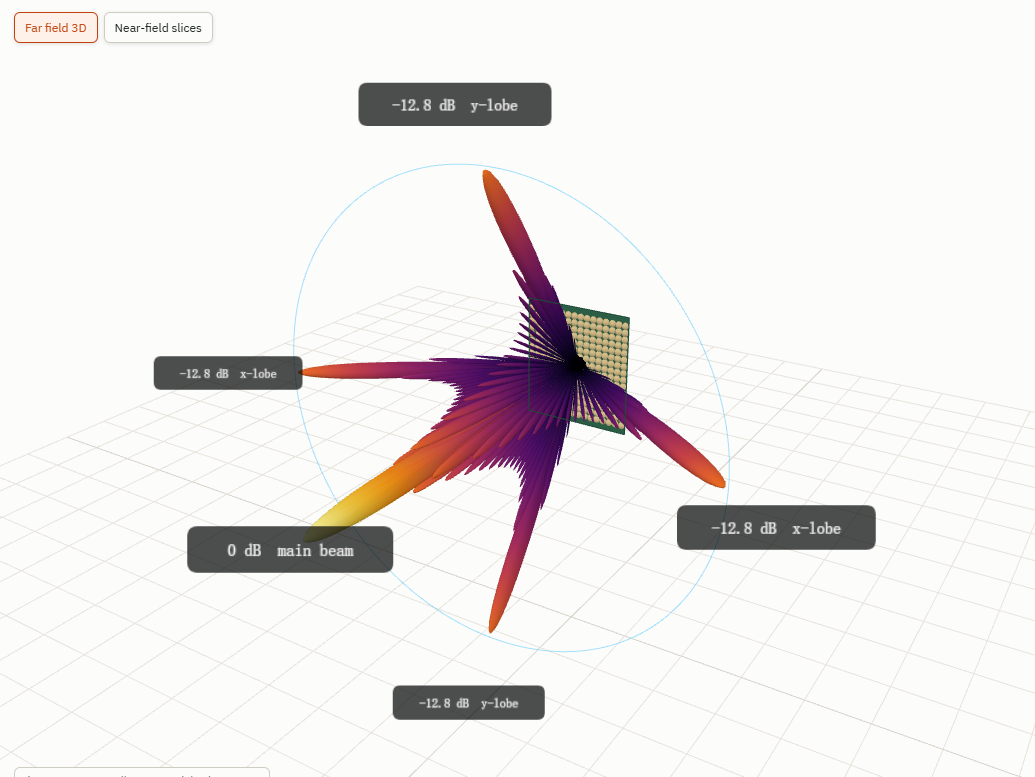 Far field 3D
Near-field slices
-12.8 dB y-lobe
-12.8 dB x-lobe
-12.8 dB x-lobe
0 dB main beam
-12.8 dB y-lobe